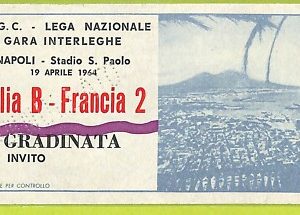 G.C. - LEGA NAZIONALE
GARA INTERLEGHE
NAPOLI - Stadio S. Paolo
19 APRILE 1964
lia B - Francia 2
GRADINATA
INVITO
E PER CONTROLLO